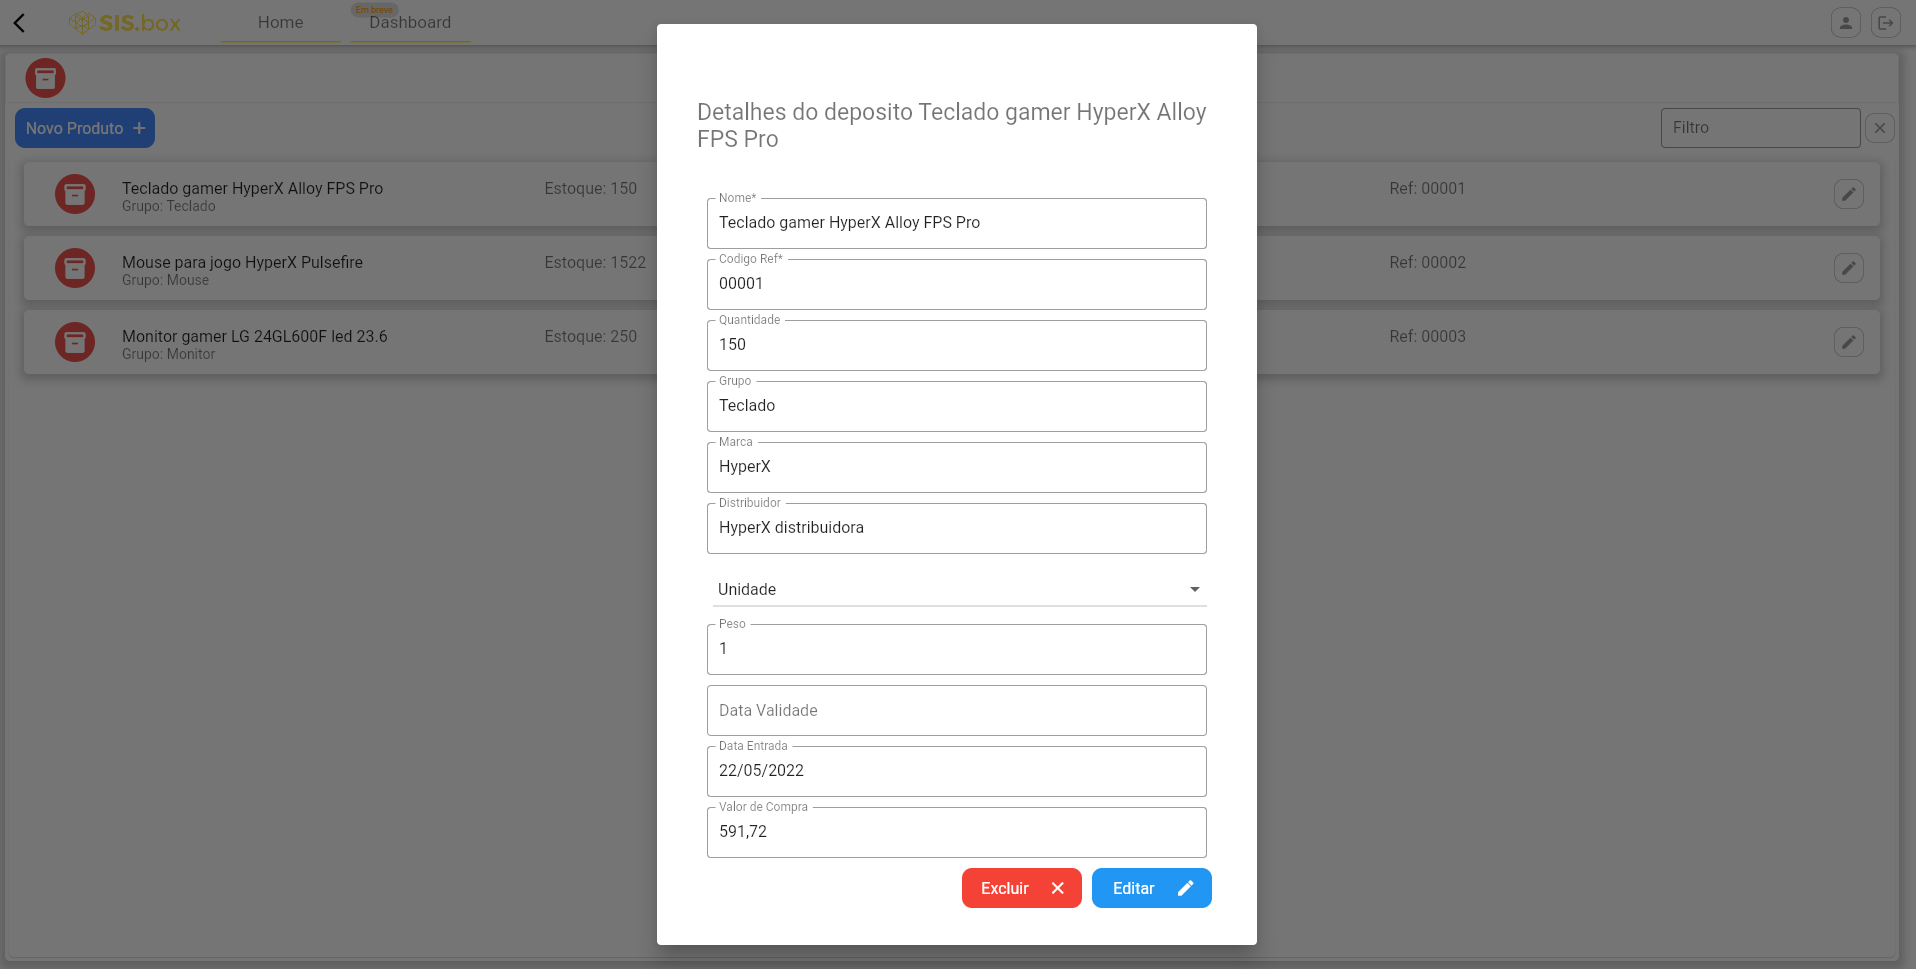 SIS.box
Home
Em breve
Dashboard
Novo Produto
Filtro
Teclado gamer HyperX Alloy FPS Pro
Grupo: Teclado
Estoque: 150
Ref: 00001
Mouse para jogo HyperX Pulsefire
Grupo: Mouse
Estoque: 1522
Ref: 00002
Monitor gamer LG 24GL600F led 23.6
Grupo: Monitor
Estoque: 250
Ref: 00003
Detalhes do deposito Teclado gamer HyperX Alloy
FPS Pro
Nome*
Teclado gamer HyperX Alloy FPS Pro
Codigo Ref*
00001
Quantidade
150
Grupo
Teclado
Marca
HyperX
Distribuidor
HyperX distribuidora
Unidade
Peso
1
Data Validade
Data Entrada
22/05/2022
Valor de Compra
591,72
Excluir
Editar